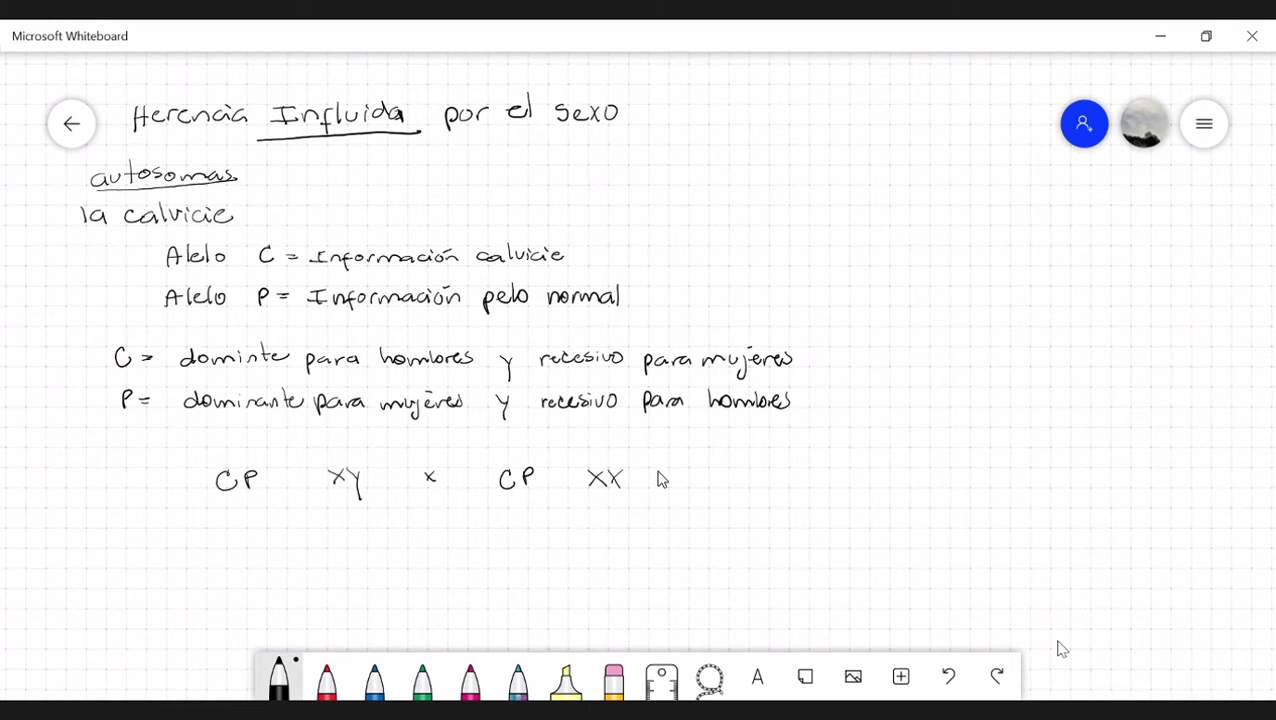 Microsoft Whiteboard
Herencia Influida por el sexo
autosomas
la calvicie
Alelo C = Información calvicie
Alelo P = Información pelo normal
C = dominte para hombres y recesivo para mujeres
P = dominante para mujeres y recesivo para hombres
CP XY x CP XX
A